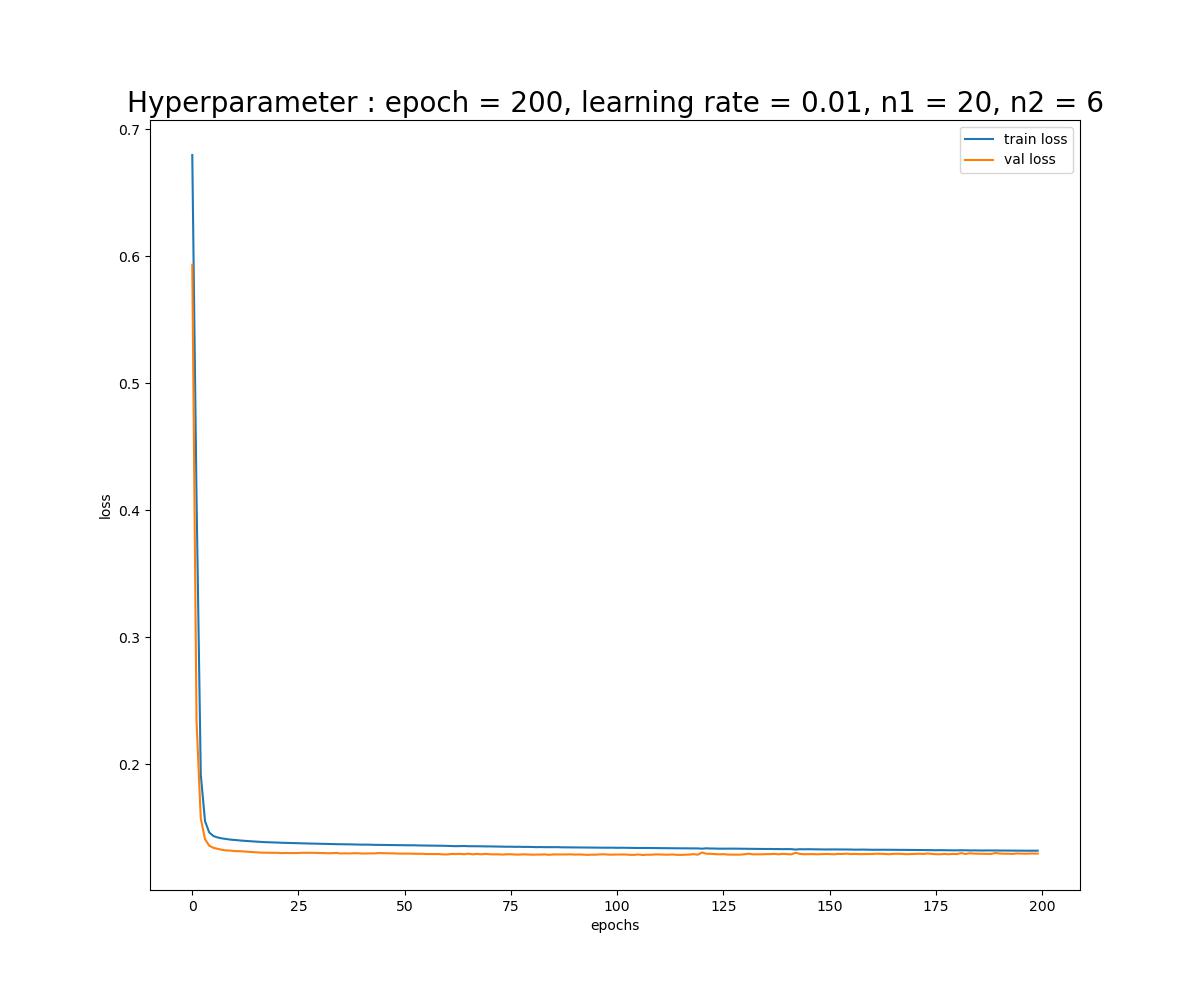 Hyperparameter : epoch = 200, learning rate = 0.01, n1 = 20, n2 = 6
train loss
val loss
0.7
0.6
0.5
0.4
0.3
0.2
loss
0 25 50 75 100 125 150 175 200
epochs